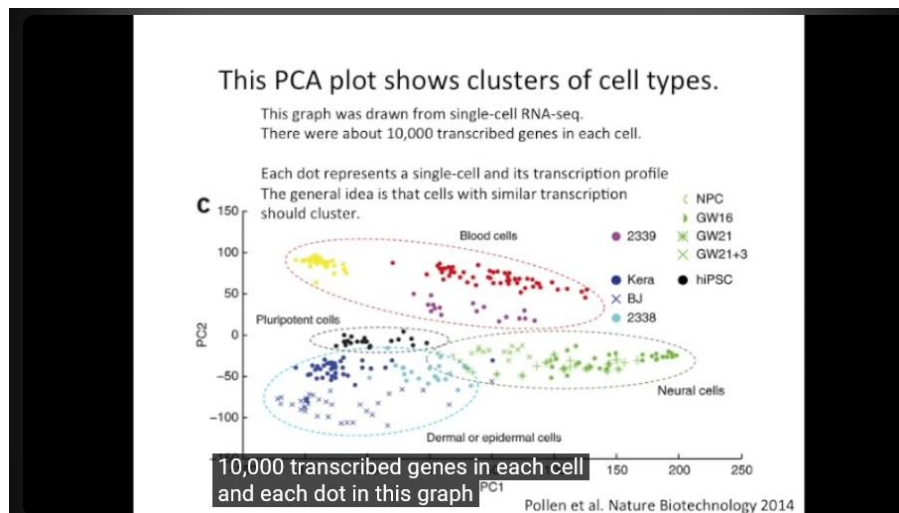 This PCA plot shows clusters of cell types.
This graph was drawn from single-cell RNA-seq.
There were about 10,000 transcribed genes in each cell.
Each dot represents a single-cell and its transcription profile
The general idea is that cells with similar transcription
should cluster.
C
150
100
50
0
−50
−100
PC2
Blood cells
Pluripotent cells
Neural cells
Dermal or epidermal cells
2339
Kera
BJ
2338
NPC
GW16
GW21
GW21+3
hiPSC
150
200
250
PC1
10,000 transcribed genes in each cell
and each dot in this graph
Pollen et al. Nature Biotechnology 2014